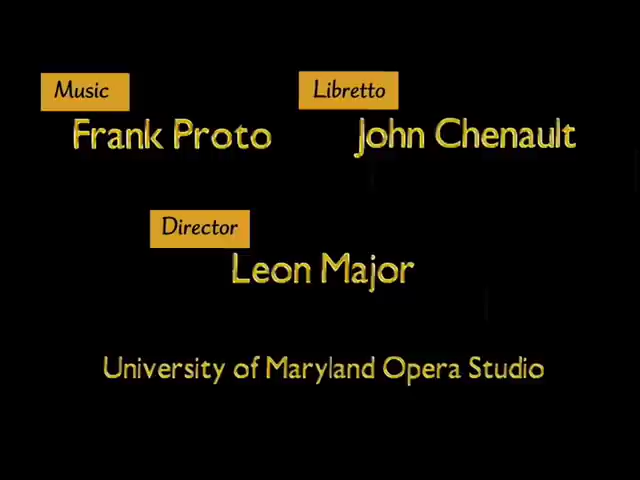 Music
Libretto
Frank Proto
John Chenault
Director
Leon Major
University of Maryland Opera Studio